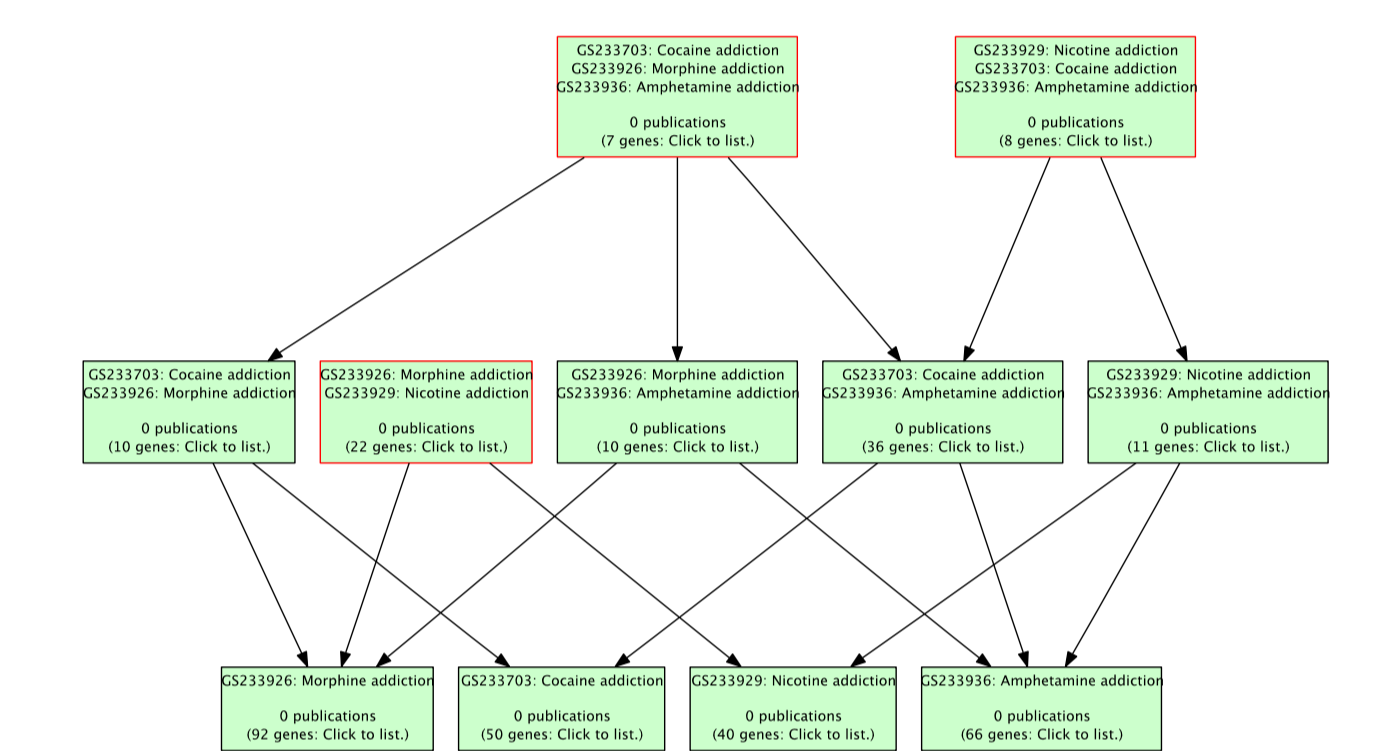 GS233703: Cocaine addiction
GS233926: Morphine addiction
GS233936: Amphetamine addiction
0 publications
(7 genes: Click to list.)
GS233929: Nicotine addiction
GS233703: Cocaine addiction
GS233936: Amphetamine addiction
0 publications
(8 genes: Click to list.)
GS233703: Cocaine addiction
GS233926: Morphine addiction
0 publications
(10 genes: Click to list.)
GS233926: Morphine addiction
GS233929: Nicotine addiction
0 publications
(22 genes: Click to list.)
GS233926: Morphine addiction
GS233936: Amphetamine addiction
0 publications
(10 genes: Click to list.)
GS233703: Cocaine addiction
GS233936: Amphetamine addiction
0 publications
(36 genes: Click to list.)
GS233929: Nicotine addiction
GS233936: Amphetamine addiction
0 publications
(11 genes: Click to list.)
GS233926: Morphine addiction
0 publications
(92 genes: Click to list.)
GS233703: Cocaine addiction
0 publications
(50 genes: Click to list.)
GS233929: Nicotine addiction
0 publications
(40 genes: Click to list.)
GS233936: Amphetamine addiction
0 publications
(66 genes: Click to list.)